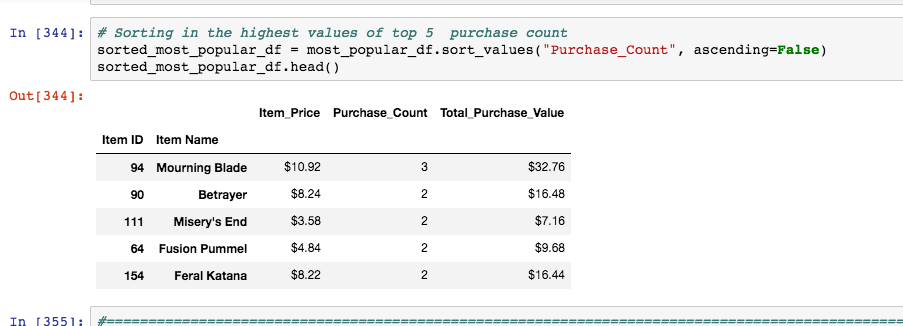 In [344]: # Sorting in the highest values of top 5  purchase count
sorted_most_popular_df = most_popular_df.sort_values("Purchase_Count", ascending=False)
sorted_most_popular_df.head()
Out[344]:
Item_Price Purchase_Count Total_Purchase_Value
Item ID Item Name
94 Mourning Blade $10.92 3 $32.76
90 Betrayer $8.24 2 $16.48
111 Misery's End $3.58 2 $7.16
64 Fusion Pummel $4.84 2 $9.68
154 Feral Katana $8.22 2 $16.44
In [355]: